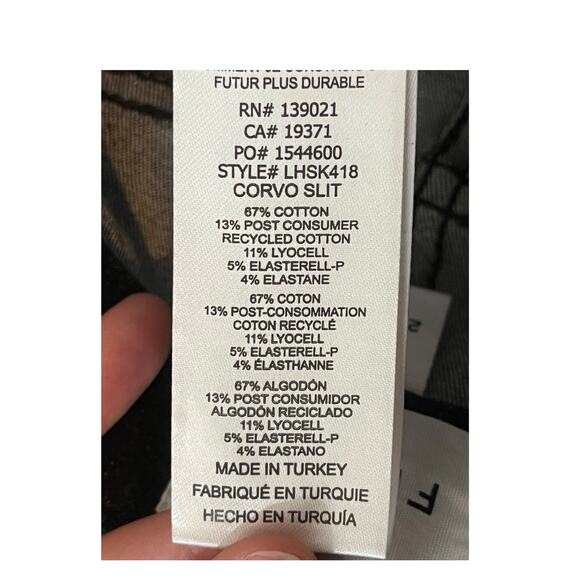 FUTUR PLUS DURABLE
RN# 139021
CA# 19371
PO# 1544600
STYLE# LHSK418
CORVO SLIT
67% COTTON
13% POST CONSUMER
RECYCLED COTTON
11% LYOCELL
5% ELASTERELL-P
4% ELASTANE
67% COTON
13% POST-CONSOMMATION
COTON RECYCLÉ
11% LYOCELL
5% ELASTERELL-P
4% ÉLASTHANNE
67% ALGODÓN
13% POST CONSUMIDOR
ALGODÓN RECICLADO
11% LYOCELL
5% ELASTERELL-P
4% ELASTANO
MADE IN TURKEY
FABRIQUÉ EN TURQUIE
HECHO EN TURQUÍA